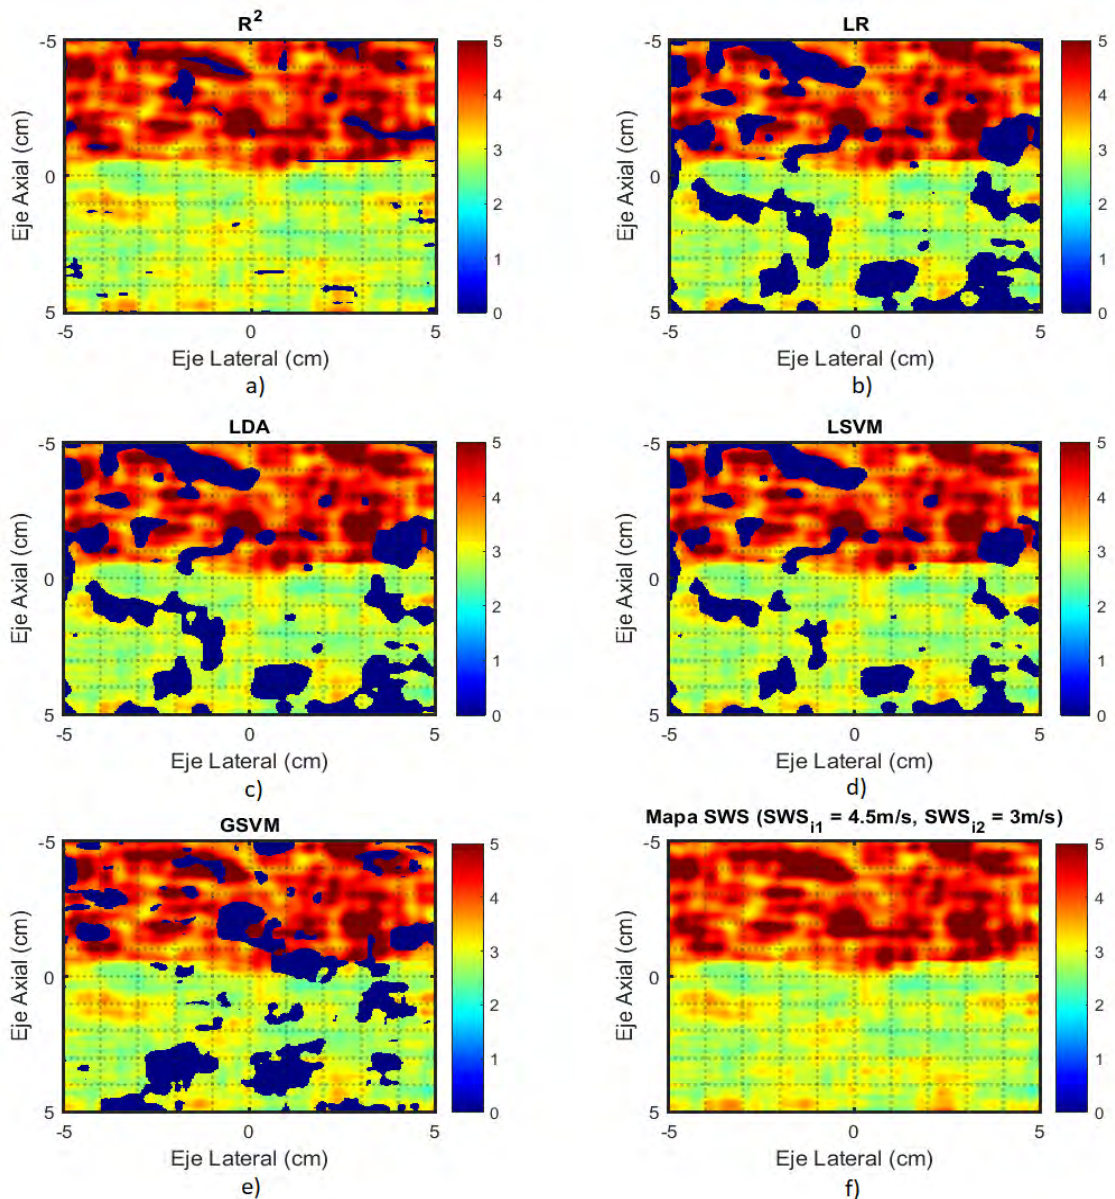 R2
-5
0
5
Eje Axial (cm)
-5 0 5
Eje Lateral (cm)
5
4
3
2
1
0
a)
LR
-5
0
5
Eje Axial (cm)
-5 0 5
Eje Lateral (cm)
5
4
3
2
1
0
b)
LDA
-5
0
5
Eje Axial (cm)
-5 0 5
Eje Lateral (cm)
5
4
3
2
1
0
c)
LSVM
-5
0
5
Eje Axial (cm)
-5 0 5
Eje Lateral (cm)
5
4
3
2
1
0
d)
GSVM
-5
0
5
Eje Axial (cm)
-5 0 5
Eje Lateral (cm)
5
4
3
2
1
0
e)
Mapa SWS (SWSi1 = 4.5m/s, SWSi2 = 3m/s)
-5
0
5
Eje Axial (cm)
-5 0 5
Eje Lateral (cm)
5
4
3
2
1
0
f)